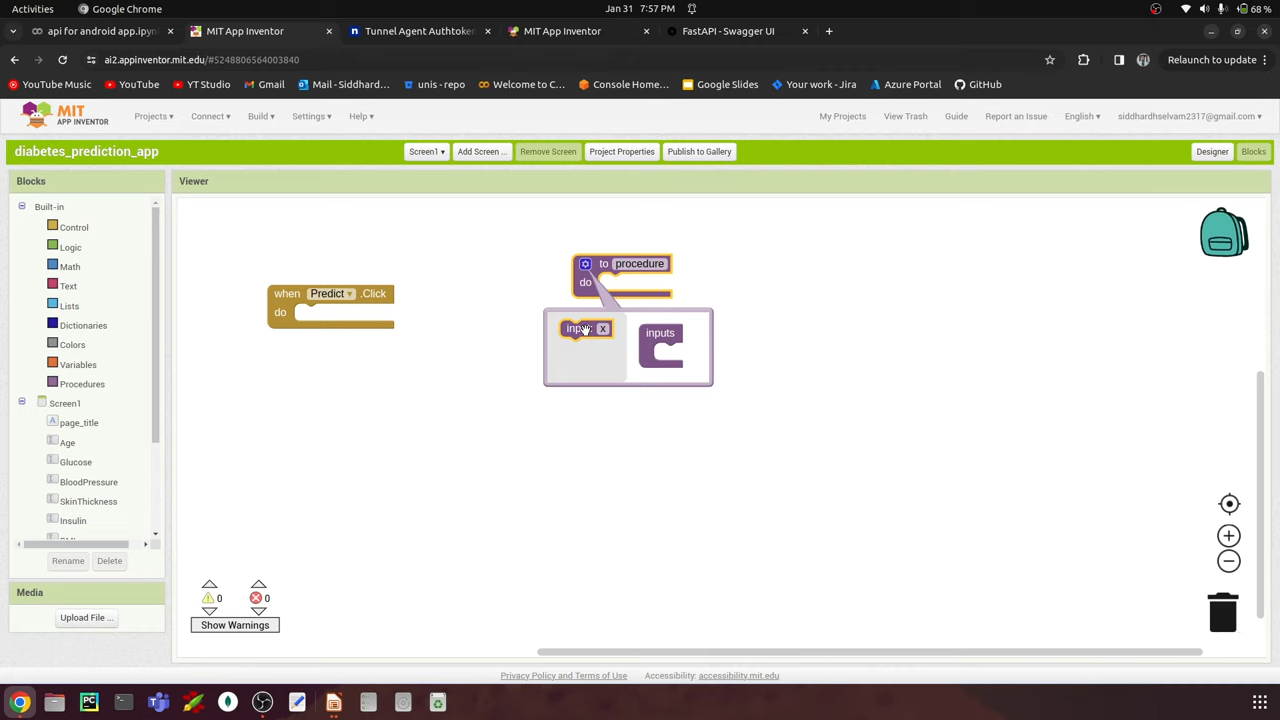 Activities
Google Chrome
Jan 31 7:57 PM
68 %
api for android app.ipyn
MIT App Inventor
Tunnel Agent Authtoke
MIT App Inventor
FastAPI - Swagger UI
ai2.appinventor.mit.edu/#5248806564003840
Relaunch to update
YouTube Music
YouTube
YT Studio
Gmail
Mail - Siddhard...
unis - repo
Welcome to C...
Console Home...
Google Slides
Your work - Jira
Azure Portal
GitHub
MIT
APP INVENTOR
Projects
Connect
Build
Settings
Help
My Projects
View Trash
Guide
Report an Issue
English
siddhardhselvam2317@gmail.com
diabetes_prediction_app
Screen1
Add Screen ...
Remove Screen
Project Properties
Publish to Gallery
Designer
Blocks
Blocks
Viewer
Built-in
Control
Logic
Math
Text
Lists
Dictionaries
Colors
Variables
Procedures
Screen1
page_title
Age
Glucose
BloodPressure
SkinThickness
Insulin
Rename
Delete
Media
Upload File ...
when Predict .Click
do
to procedure
do
input: x
inputs
0
0
Show Warnings
Privacy Policy and Terms of Use
Accessibility: accessibility.mit.edu